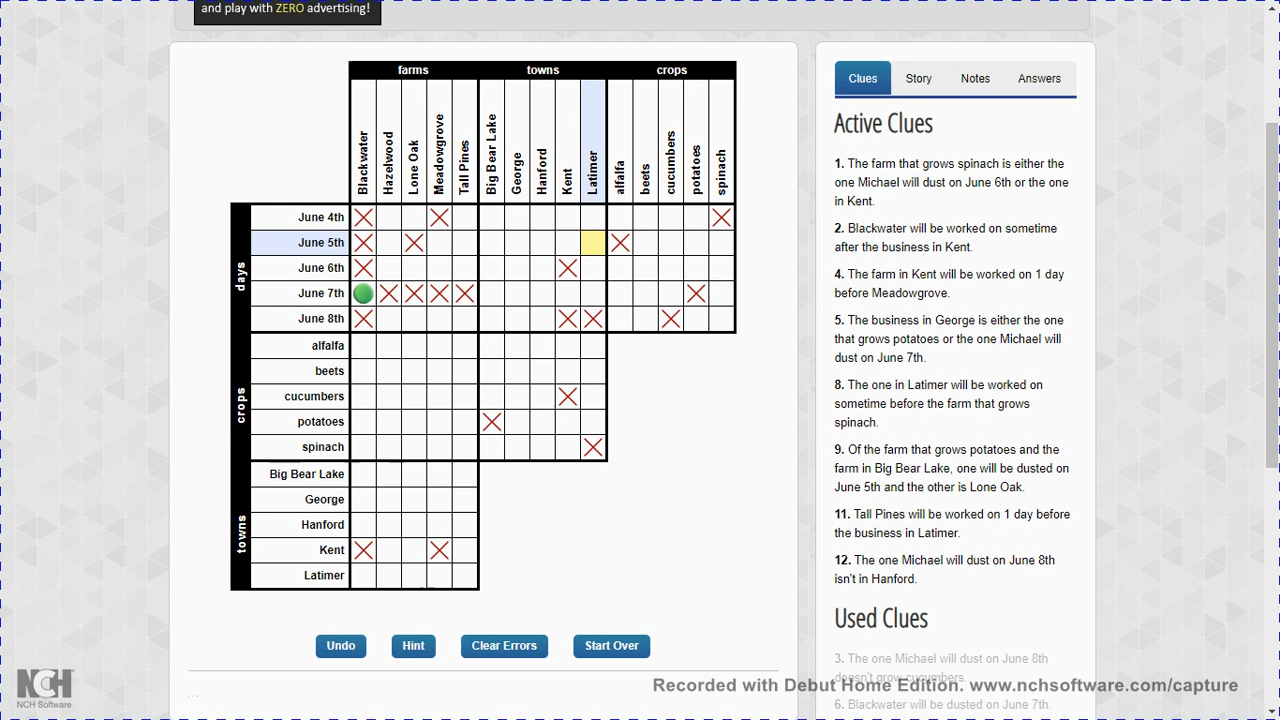 and play with ZERO advertising!
farms towns crops
Blackwater Hazelwood Lone Oak Meadowgrove Tall Pines Big Bear Lake George Hanford Kent Latimer alfalfa beets cucumbers potatoes spinach
days
June 4th
June 5th
June 6th
June 7th
June 8th
crops
alfalfa
beets
cucumbers
potatoes
spinach
towns
Big Bear Lake
George
Hanford
Kent
Latimer
Undo Hint Clear Errors Start Over
...
Clues Story Notes Answers
Active Clues
1. The farm that grows spinach is either the
one Michael will dust on June 6th or the one
in Kent.
2. Blackwater will be worked on sometime
after the business in Kent.
4. The farm in Kent will be worked on 1 day
before Meadowgrove.
5. The business in George is either the one
that grows potatoes or the one Michael will
dust on June 7th.
8. The one in Latimer will be worked on
sometime before the farm that grows
spinach.
9. Of the farm that grows potatoes and the
farm in Big Bear Lake, one will be dusted on
June 5th and the other is Lone Oak.
11. Tall Pines will be worked on 1 day before
the business in Latimer.
12. The one Michael will dust on June 8th
isn't in Hanford.
Used Clues
3. The one Michael will dust on June 8th
doesn't grow cucumbers.
6. Blackwater will be dusted on June 7th.
NCH
NCH Software
Recorded with Debut Home Edition. www.nchsoftware.com/capture